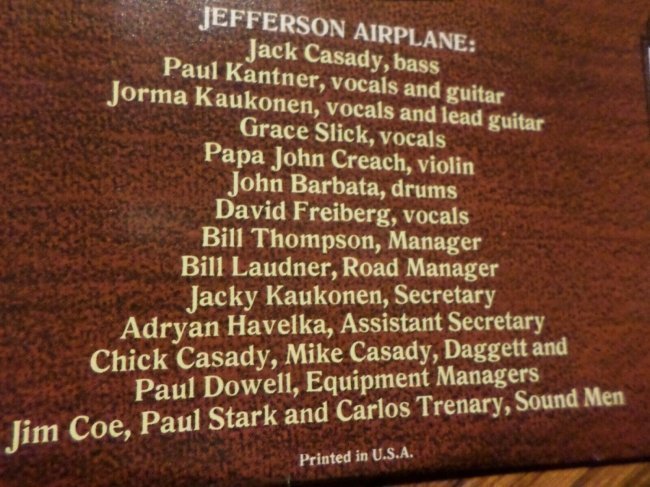 JEFFERSON AIRPLANE:
Jack Casady, bass
Paul Kantner, vocals and guitar
Jorma Kaukonen, vocals and lead guitar
Grace Slick, vocals
Papa John Creach, violin
John Barbata, drums
David Freiberg, vocals
Bill Thompson, Manager
Bill Laudner, Road Manager
Jacky Kaukonen, Secretary
Adryan Havelka, Assistant Secretary
Chick Casady, Mike Casady, Daggett and
Paul Dowell, Equipment Managers
Jim Coe, Paul Stark and Carlos Trenary, Sound Men
Printed in U.S.A.